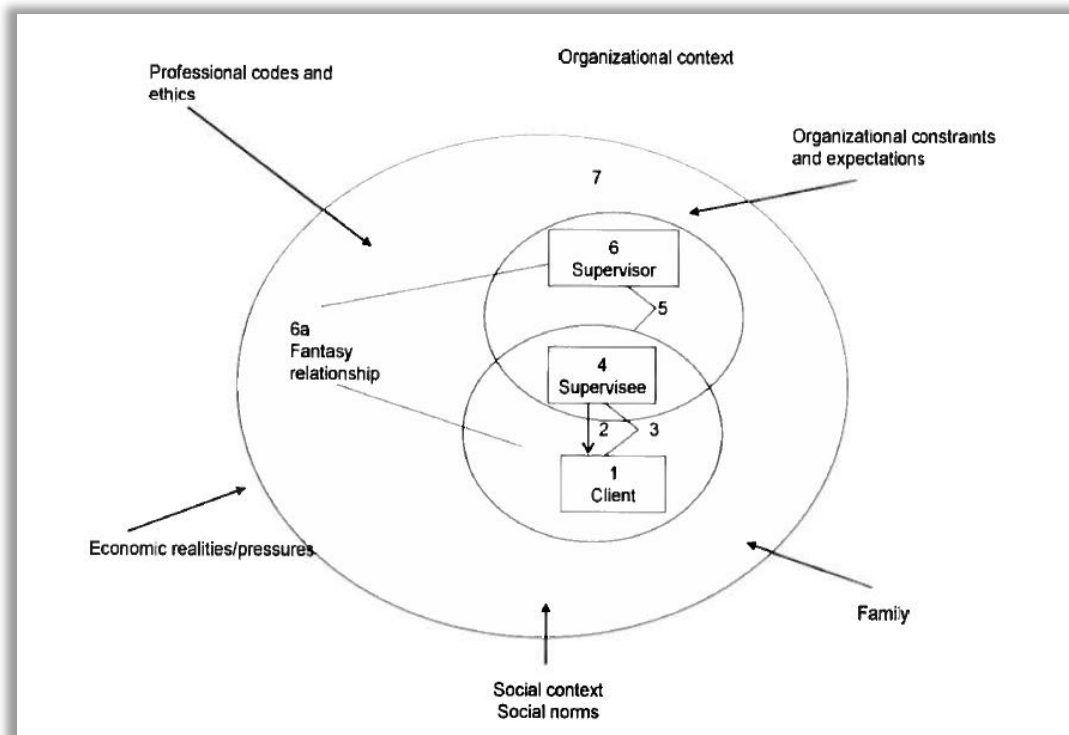 Organizational context
Professional codes and
ethics
Organizational constraints
and expectations
7
6
Supervisor
5
6a
Fantasy
relationship
4
Supervisee
2
3
1
Client
Economic realities/pressures
Family
Social context
Social norms